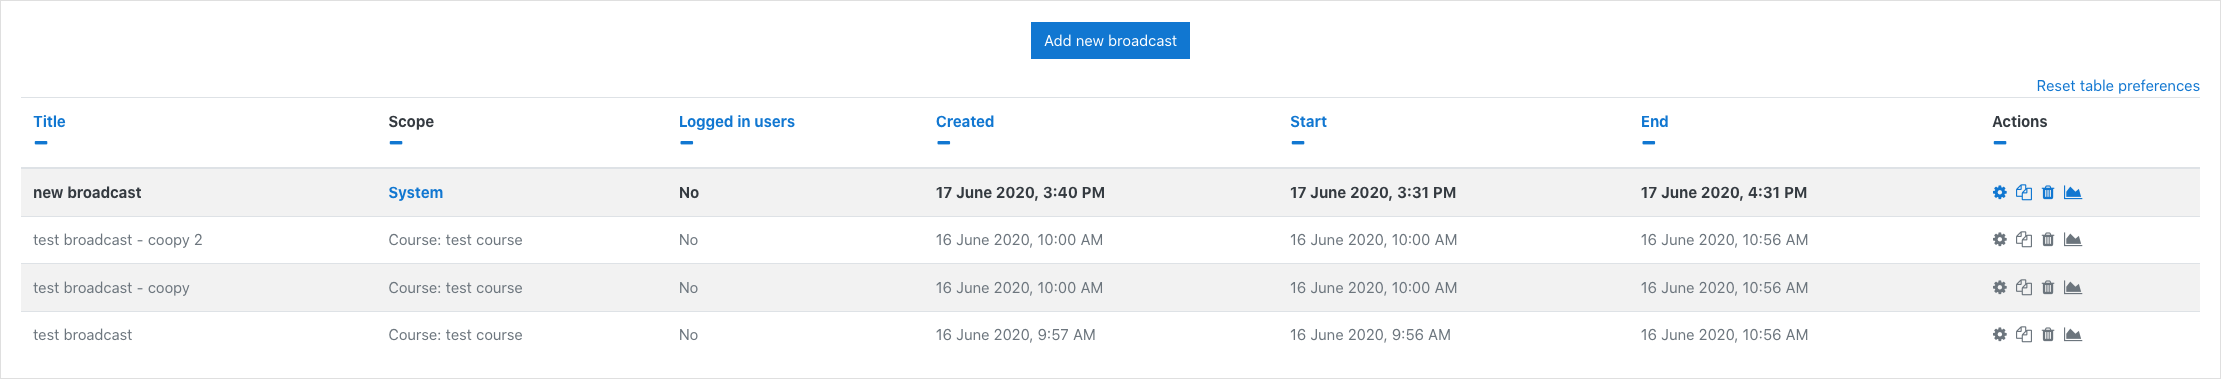 Add new broadcast
Reset table preferences
Title Scope Logged in users Created Start End Actions
new broadcast System No 17 June 2020, 3:40 PM 17 June 2020, 3:31 PM 17 June 2020, 4:31 PM
test broadcast - coopy 2 Course: test course No 16 June 2020, 10:00 AM 16 June 2020, 10:00 AM 16 June 2020, 10:56 AM
test broadcast - coopy Course: test course No 16 June 2020, 10:00 AM 16 June 2020, 10:00 AM 16 June 2020, 10:56 AM
test broadcast Course: test course No 16 June 2020, 9:57 AM 16 June 2020, 9:56 AM 16 June 2020, 10:56 AM